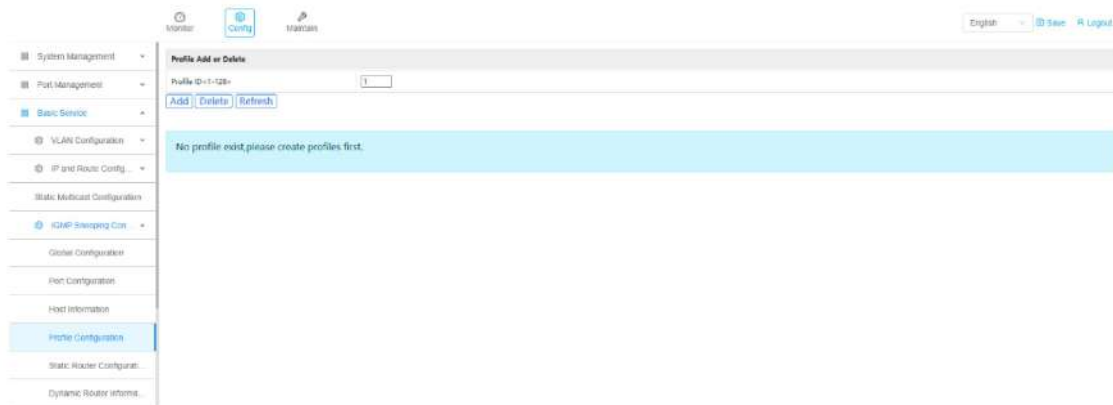 Monitor
Config
Maintain
English
Save
Logout
System Management
Port Management
Basic Service
VLAN Configuration
IP and Route Config...
Static Multicast Configuration
IGMP Snooping Con...
Global Configuration
Port Configuration
Host Information
Profile Configuration
Static Router Configurati...
Dynamic Router Informa...
Profile Add or Delete
Profile ID<1-128>
1
Add Delete Refresh
No profile exist,please create profiles first.